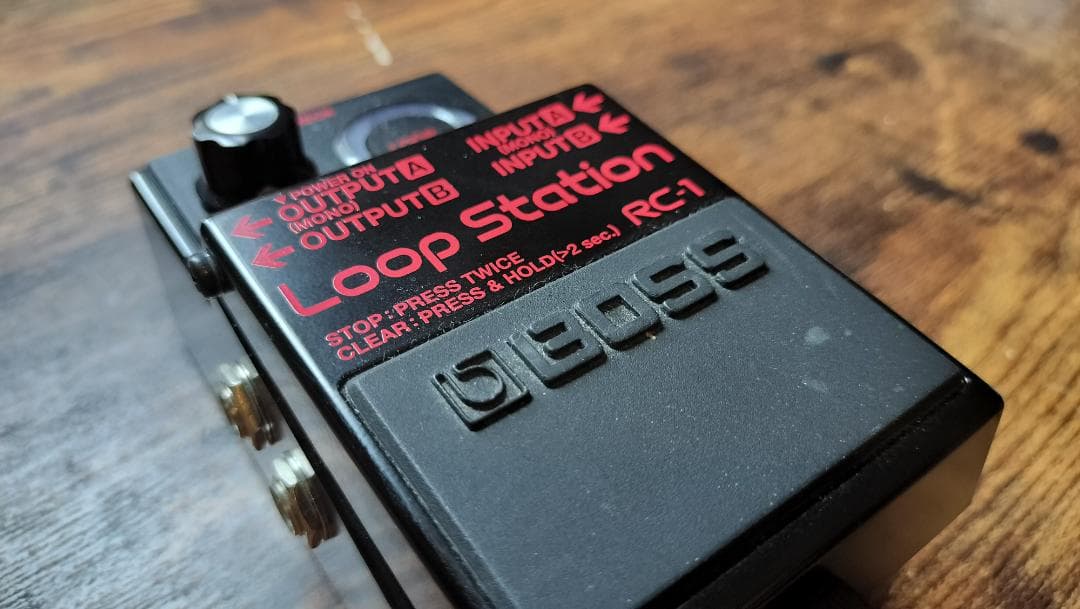 ▼POWER ON
OUTPUT A
(MONO)
OUTPUT B
INPUT A
(MONO)
INPUT B
Loop Station
RC-1
STOP : PRESS TWICE
CLEAR : PRESS & HOLD(>2 sec.)
BOSS